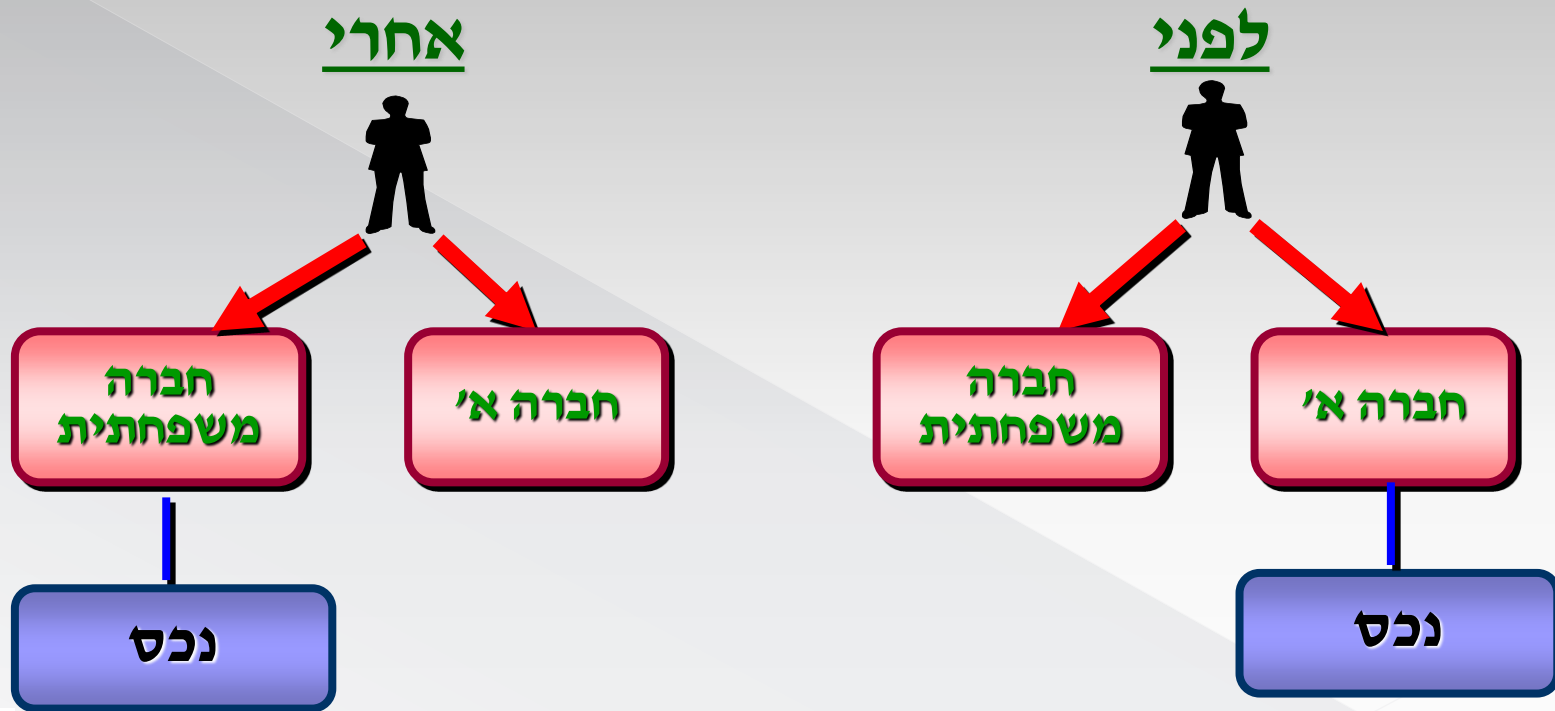 לפני
אחרי
חברה א'
חברה
משפחתית
חברה א'
חברה
משפחתית
נכס
נכס